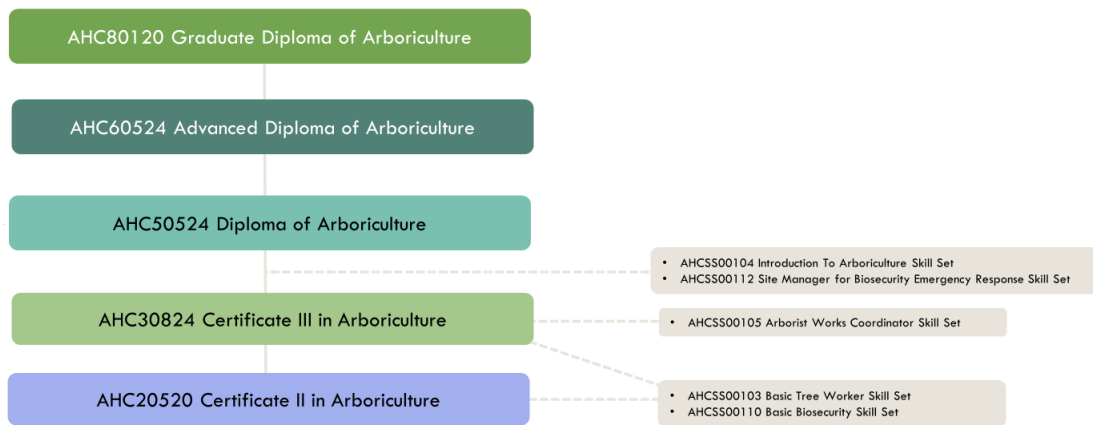 AHC80120 Graduate Diploma of Arboriculture
AHC60524 Advanced Diploma of Arboriculture
AHC50524 Diploma of Arboriculture
• AHCSS00104 Introduction To Arboriculture Skill Set
• AHCSS00112 Site Manager for Biosecurity Emergency Response Skill Set
AHC30824 Certificate III in Arboriculture
• AHCSS00105 Arborist Works Coordinator Skill Set
AHC20520 Certificate II in Arboriculture
• AHCSS00103 Basic Tree Worker Skill Set
• AHCSS00110 Basic Biosecurity Skill Set